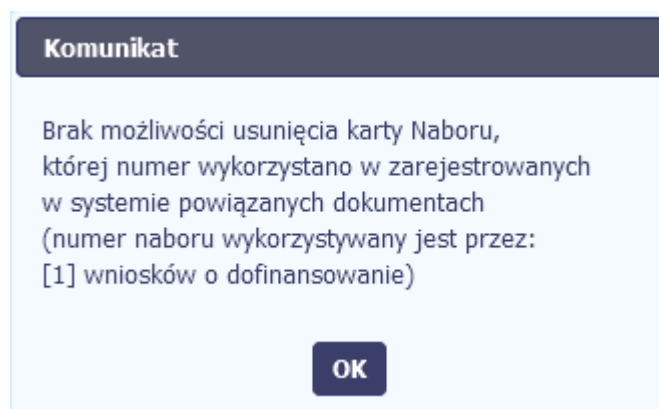 Komunikat
Brak możliwości usunięcia karty Naboru,
której numer wykorzystano w zarejestrowanych
w systemie powiązanych dokumentach
(numer naboru wykorzystywany jest przez:
[1] wniosków o dofinansowanie)
OK